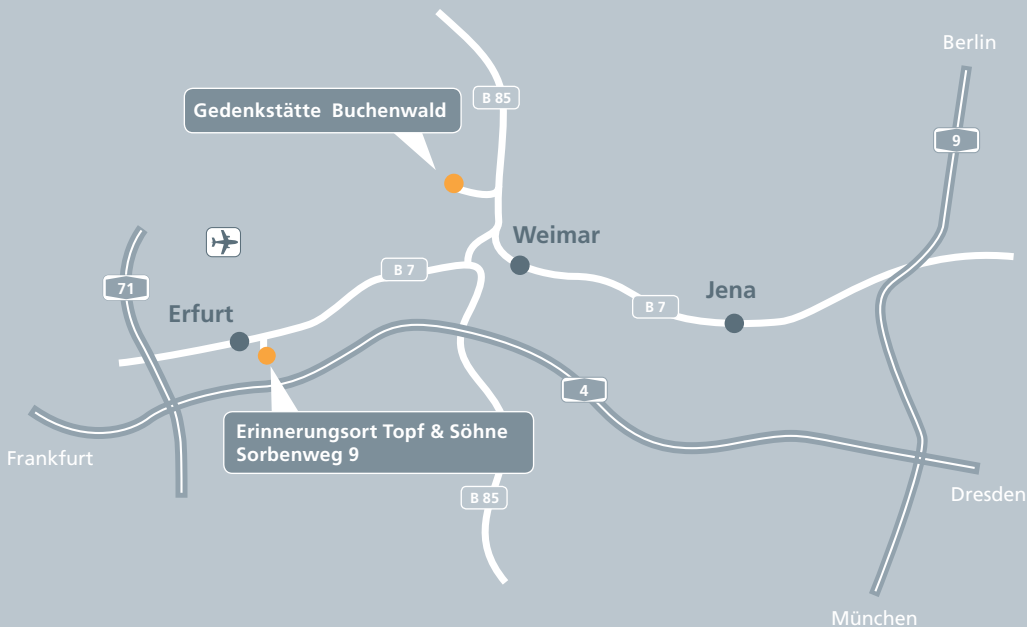 Berlin
Gedenkstätte Buchenwald
B 85
9
Weimar
B 7
71
Jena
B 7
Erfurt
4
Erinnerungsort Topf & Söhne
Sorbenweg 9
Frankfurt
B 85
Dresden
München